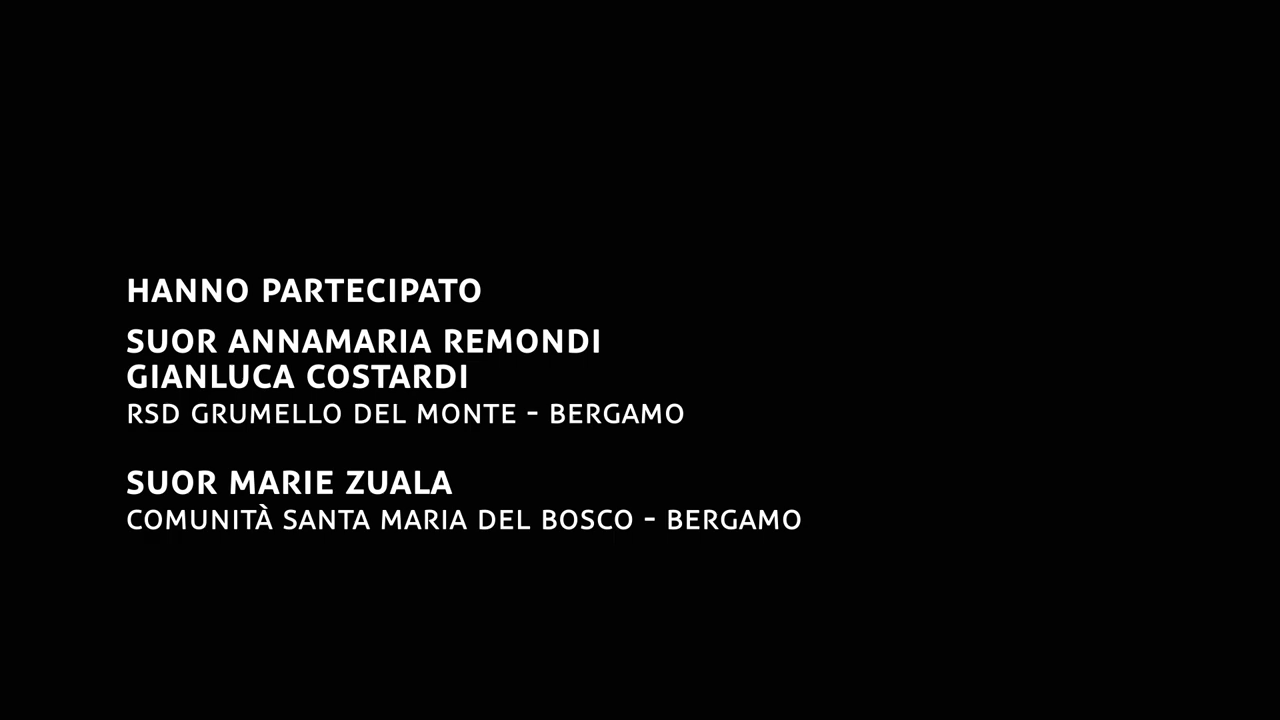 HANNO PARTECIPATO
SUOR ANNAMARIA REMONDI
GIANLUCA COSTARDI
RSD GRUMELLO DEL MONTE - BERGAMO
SUOR MARIE ZUALA
COMUNITÀ SANTA MARIA DEL BOSCO - BERGAMO